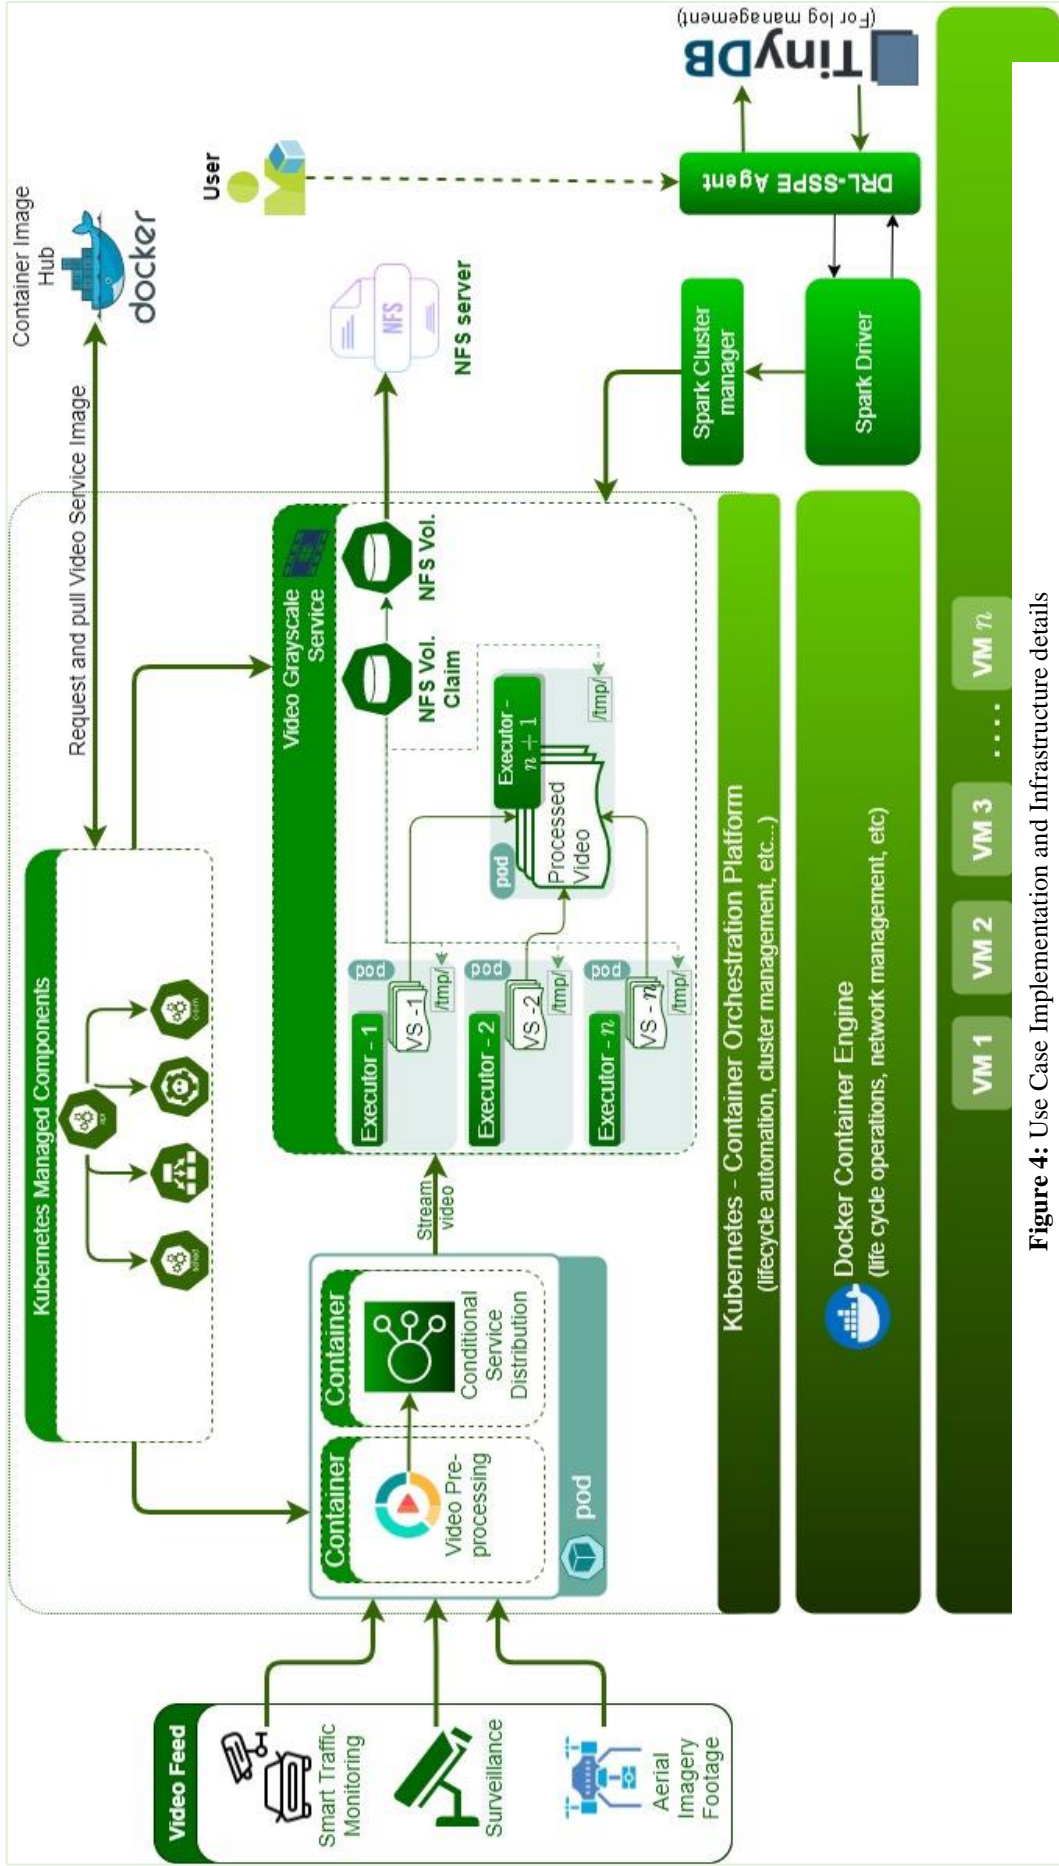 Video Feed
Smart Traffic
Monitoring
Surveillance
Aerial
Imagery
Footage
Kubernetes Managed Components
api
sched
c-c-m
Request and pull Video Service Image
Container Image
Hub
docker
Container
Video Pre-
processing
Container
Conditional
Service
Distribution
pod
Stream
video
Video Grayscale
Service
Executor - 1
VS -1
pod
/tmp/
Executor - 2
VS -2
pod
/tmp/
Executor - n
VS - n
pod
/tmp/
Executor -
n + 1
pod
Processed
Video
/tmp/
NFS Vol.
Claim
NFS Vol.
NFS
NFS server
User
Spark Cluster
manager
Spark Driver
DRL-SSPE Agent
TinyDB
(For log management)
Kubernetes - Container Orchestration Platform
(lifecycle automation, cluster management, etc...)
Docker Container Engine
(life cycle operations, network management, etc)
VM 1
VM 2
VM 3
....
VM n
Figure 4: Use Case Implementation and Infrastructure details